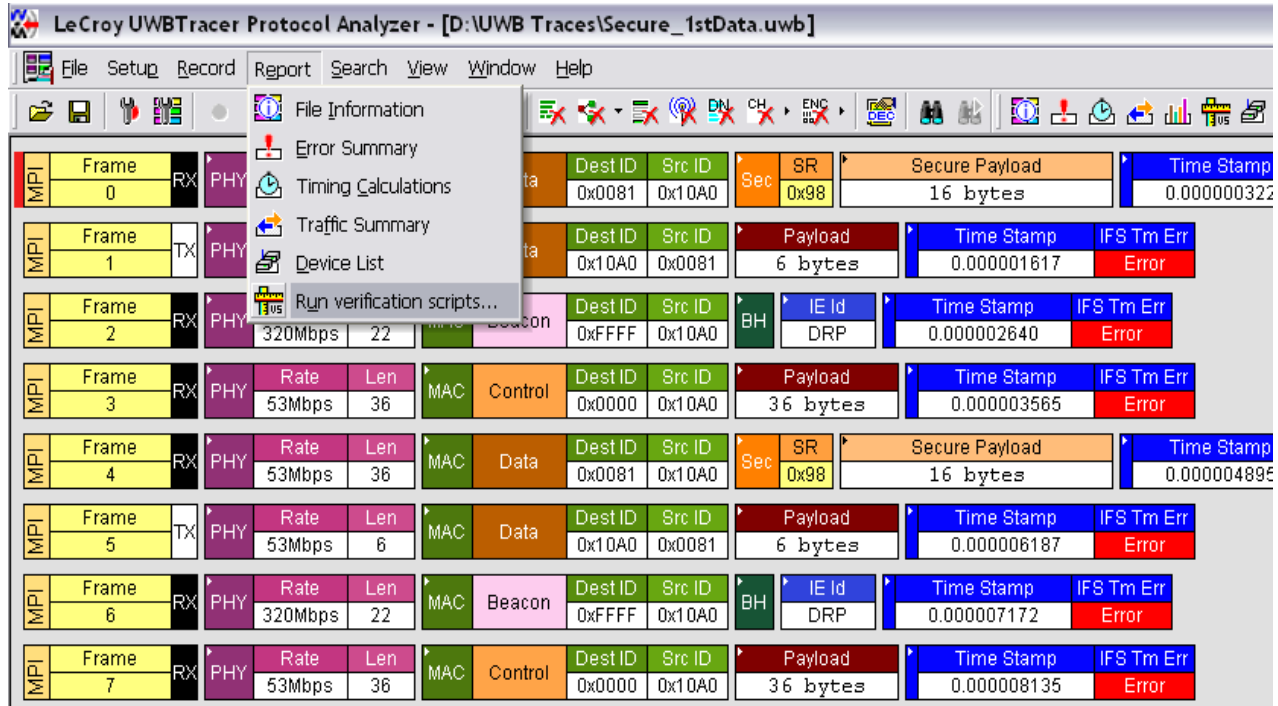 LeCroy UWBTracer Protocol Analyzer - [D:\UWB Traces\Secure_1stData.uwb]
File Setup Record Report Search View Window Help
File Information
Error Summary
Timing Calculations
Traffic Summary
Device List
Run verification scripts...
DN CH ENC DEC VS
MPI Frame RX PHY ta Dest ID Src ID Sec SR Secure Payload Time Stamp
0 0x0081 0x10A0 0x98 16 bytes 0.000000322
MPI Frame TX PHY ta Dest ID Src ID Payload Time Stamp IFS Tm Err
1 0x10A0 0x0081 6 bytes 0.000001617 Error
MPI Frame RX PHY MAC Beacon Dest ID Src ID BH IE Id Time Stamp IFS Tm Err
2 320Mbps 22 0xFFFF 0x10A0 DRP 0.000002640 Error
MPI Frame RX PHY Rate Len MAC Control Dest ID Src ID Payload Time Stamp IFS Tm Err
3 53Mbps 36 0x0000 0x10A0 36 bytes 0.000003565 Error
MPI Frame RX PHY Rate Len MAC Data Dest ID Src ID Sec SR Secure Payload Time Stamp
4 53Mbps 36 0x0081 0x10A0 0x98 16 bytes 0.000004895
MPI Frame TX PHY Rate Len MAC Data Dest ID Src ID Payload Time Stamp IFS Tm Err
5 53Mbps 6 0x10A0 0x0081 6 bytes 0.000006187 Error
MPI Frame RX PHY Rate Len MAC Beacon Dest ID Src ID BH IE Id Time Stamp IFS Tm Err
6 320Mbps 22 0xFFFF 0x10A0 DRP 0.000007172 Error
MPI Frame RX PHY Rate Len MAC Control Dest ID Src ID Payload Time Stamp IFS Tm Err
7 53Mbps 36 0x0000 0x10A0 36 bytes 0.000008135 Error